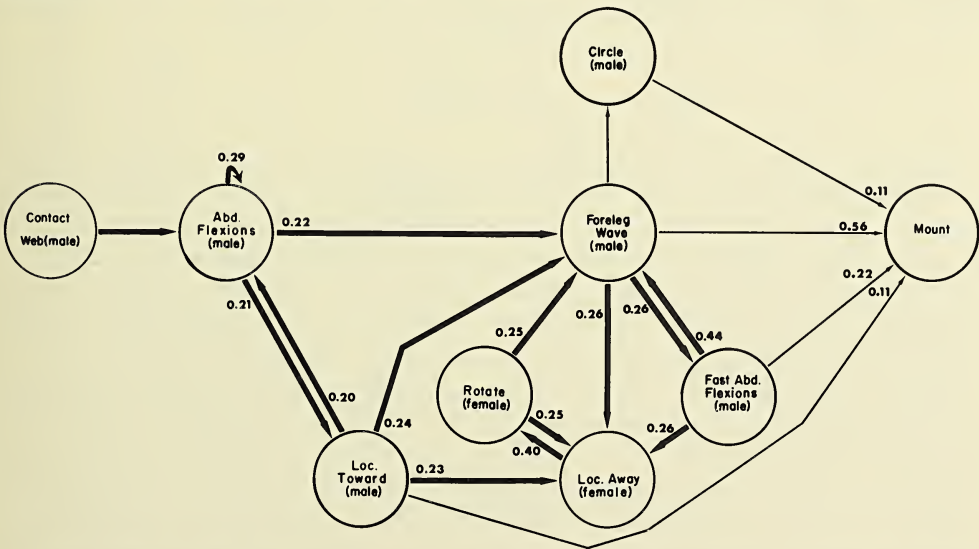 Circle
(male)
0.29
Contact
Web(male)
Abd.
Flexions
(male)
0.22
Foreleg
Wave
(male)
0.11
0.56
Mount
0.22
0.11
0.21
0.26
0.26
0.44
0.25
0.20
Rotate
(female)
Fast Abd.
Flexions
(male)
0.24
0.25
0.40
0.26
Loc.
Toward
(male)
0.23
Loc. Away
(female)